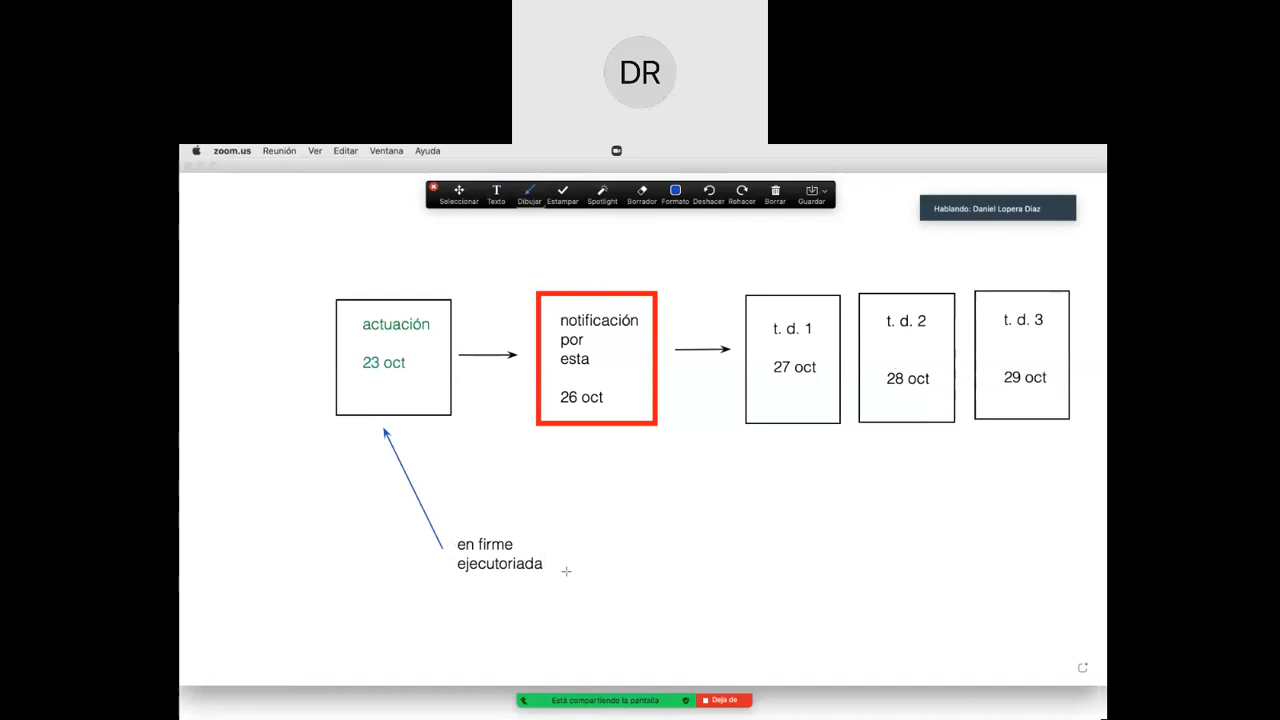 DR
zoom.us Reunión Ver Editar Ventana Ayuda
Seleccionar Texto Dibujar Estampar Spotlight Borrador Formato Deshacer Rehacer Borrar Guardar
Hablando: Daniel Lopera Diaz
actuación
23 oct
notificación
por
esta
26 oct
t. d. 1
27 oct
t. d. 2
28 oct
t. d. 3
29 oct
en firme
ejecutoriada
Está compartiendo la pantalla
Deja de